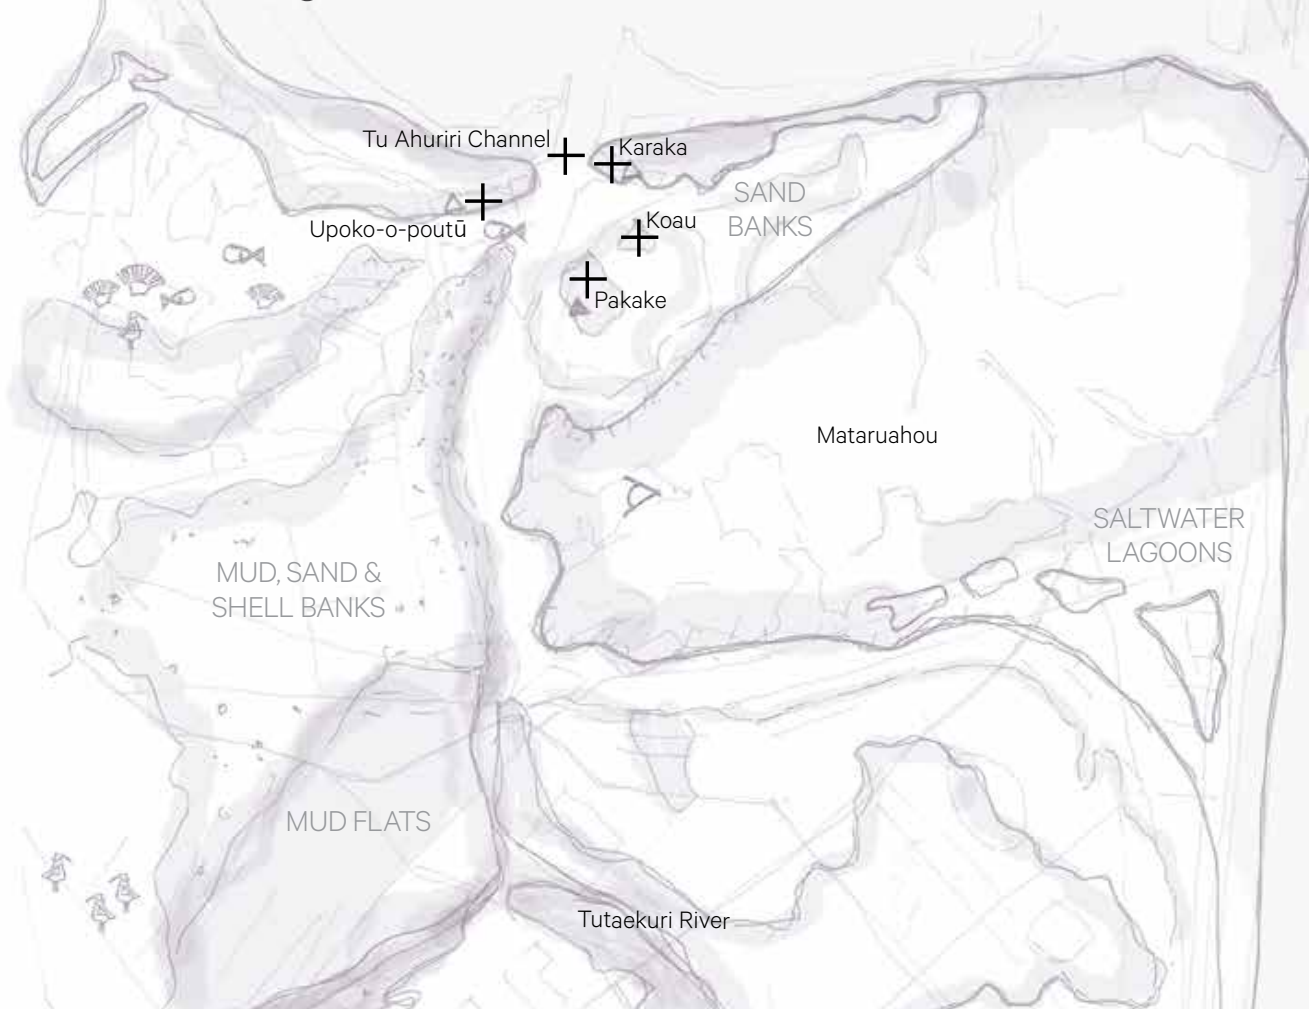 Tu Ahuriri Channel
Karaka
SAND
BANKS
Upoko-o-poutū
Koau
Pakake
Mataruahou
SALTWATER
LAGOONS
MUD, SAND &
SHELL BANKS
MUD FLATS
Tutaekuri River